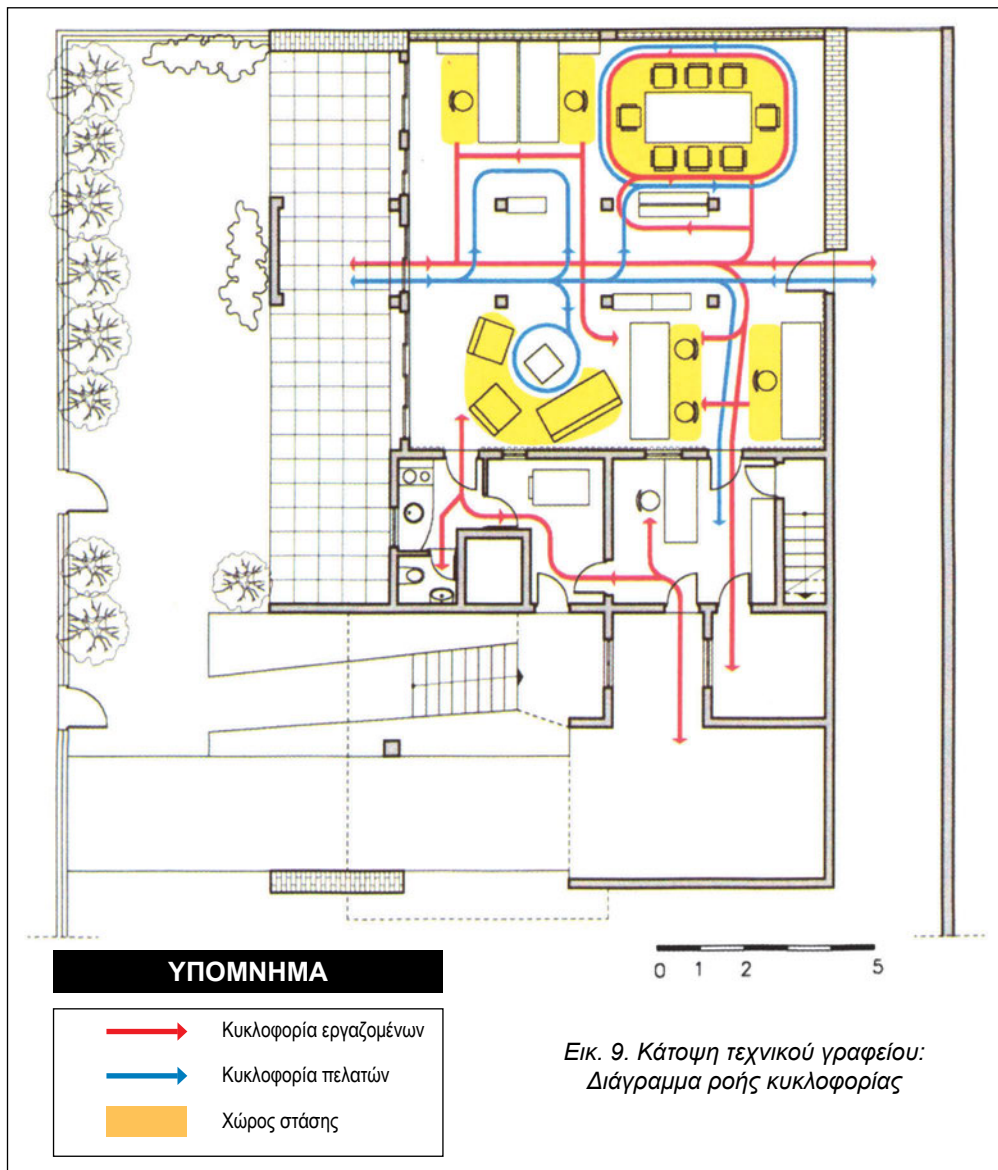 0 1 2 5
ΥΠΟΜΝΗΜΑ
Κυκλοφορία εργαζομένων
Κυκλοφορία πελατών
Χώρος στάσης
Εικ. 9. Κάτοψη τεχνικού γραφείου:
Διάγραμμα ροής κυκλοφορίας